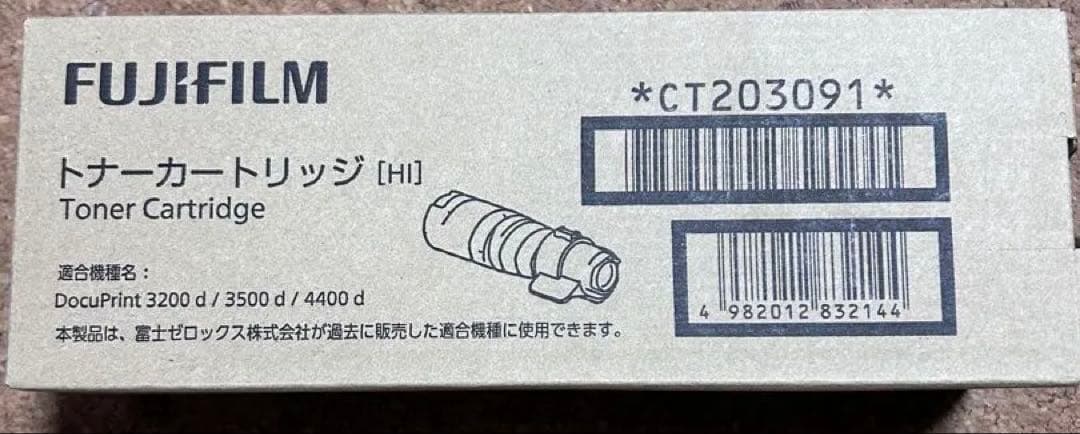 FUJIFILM
*CT203091*
トナーカートリッジ [HI]
Toner Cartridge
適合機種名：
DocuPrint 3200 d / 3500 d / 4400 d
本製品は、富士ゼロックス株式会社が過去に販売した適合機種に使用できます。
4 982012 832144